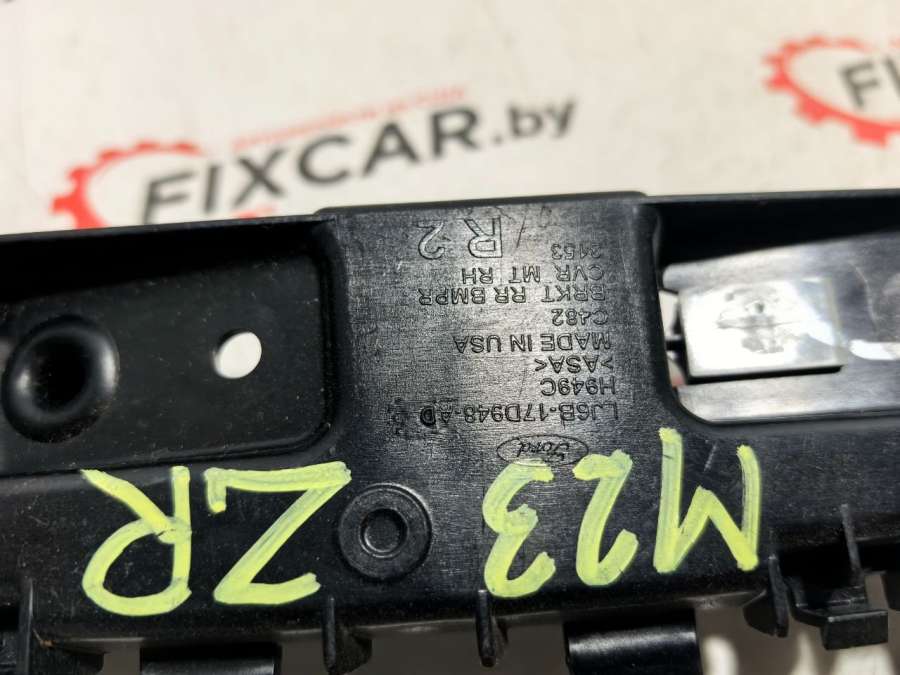 FIXCAR.by
Ford
LJ6B-17D948-AD
H949C
>ASA<
MADE IN USA
C482
BRKT RR BMPR
CVR MT RH
3153
R 2
M23 ZR